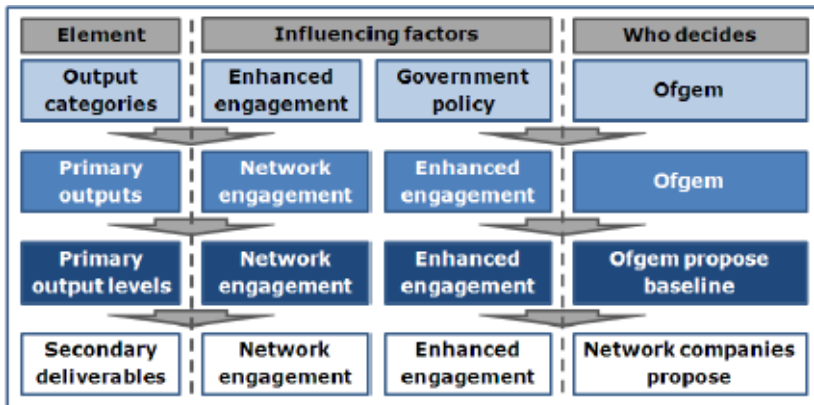 Element
Influencing factors
Who decides
Output
categories
Enhanced
engagement
Government
policy
Ofgem
Primary
outputs
Network
engagement
Enhanced
engagement
Ofgem
Primary
output levels
Network
engagement
Enhanced
engagement
Ofgem propose
baseline
Secondary
deliverables
Network
engagement
Enhanced
engagement
Network companies
propose